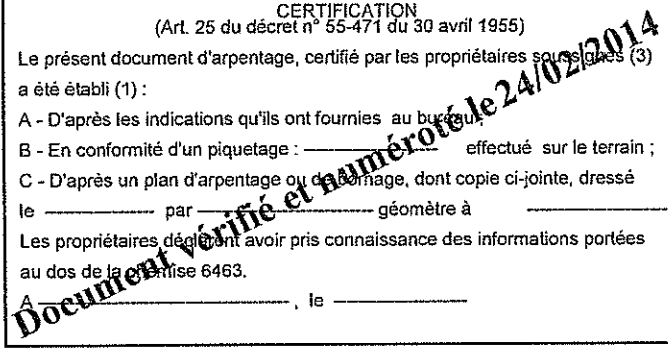 CERTIFICATION
(Art. 25 du décret n° 55-471 du 30 avril 1955)
Le présent document d'arpentage, certifié par les propriétaires soussignés (3)
a été établi (1) :
A - D'après les indications qu'ils ont fournies au bureau;
B - En conformité d'un piquetage : effectué sur le terrain ;
C - D'après un plan d'arpentage ou de bornage, dont copie ci-jointe, dressé
le par géomètre à
Les propriétaires déclarent avoir pris connaissance des informations portées
au dos de la chemise 6463.
A , le
Document vérifié et numéroté le 24/02/2014